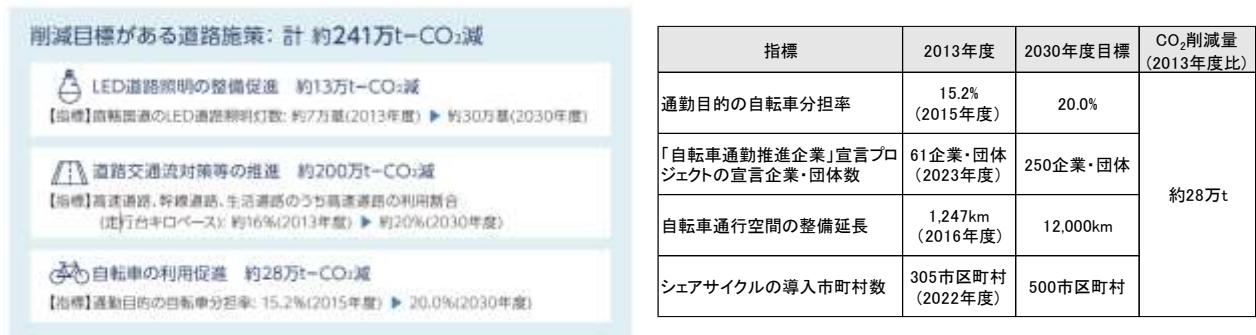 削減目標がある道路施策: 計 約241万t-CO₂減
LED道路照明の整備促進 約13万t-CO₂減
【指標】直轄国道のLED道路照明灯数: 約7万基(2013年度) ▶ 約30万基(2030年度)
道路交通流対策等の推進 約200万t-CO₂減
【指標】高速道路、幹線道路、生活道路のうち高速道路の利用割合
(走行台キロベース): 約16%(2013年度) ▶ 約20%(2030年度)
自転車の利用促進 約28万t-CO₂減
【指標】通勤目的の自転車分担率: 15.2%(2015年度) ▶ 20.0%(2030年度)
指標 2013年度 2030年度目標 CO₂削減量
(2013年度比)
通勤目的の自転車分担率 15.2%
(2015年度) 20.0%
「自転車通勤推進企業」宣言プロ
ジェクトの宣言企業・団体数 61企業・団体
(2023年度) 250企業・団体
約28万t
自転車通行空間の整備延長 1,247km
(2016年度) 12,000km
シェアサイクルの導入市町村数 305市区町村
(2022年度) 500市区町村